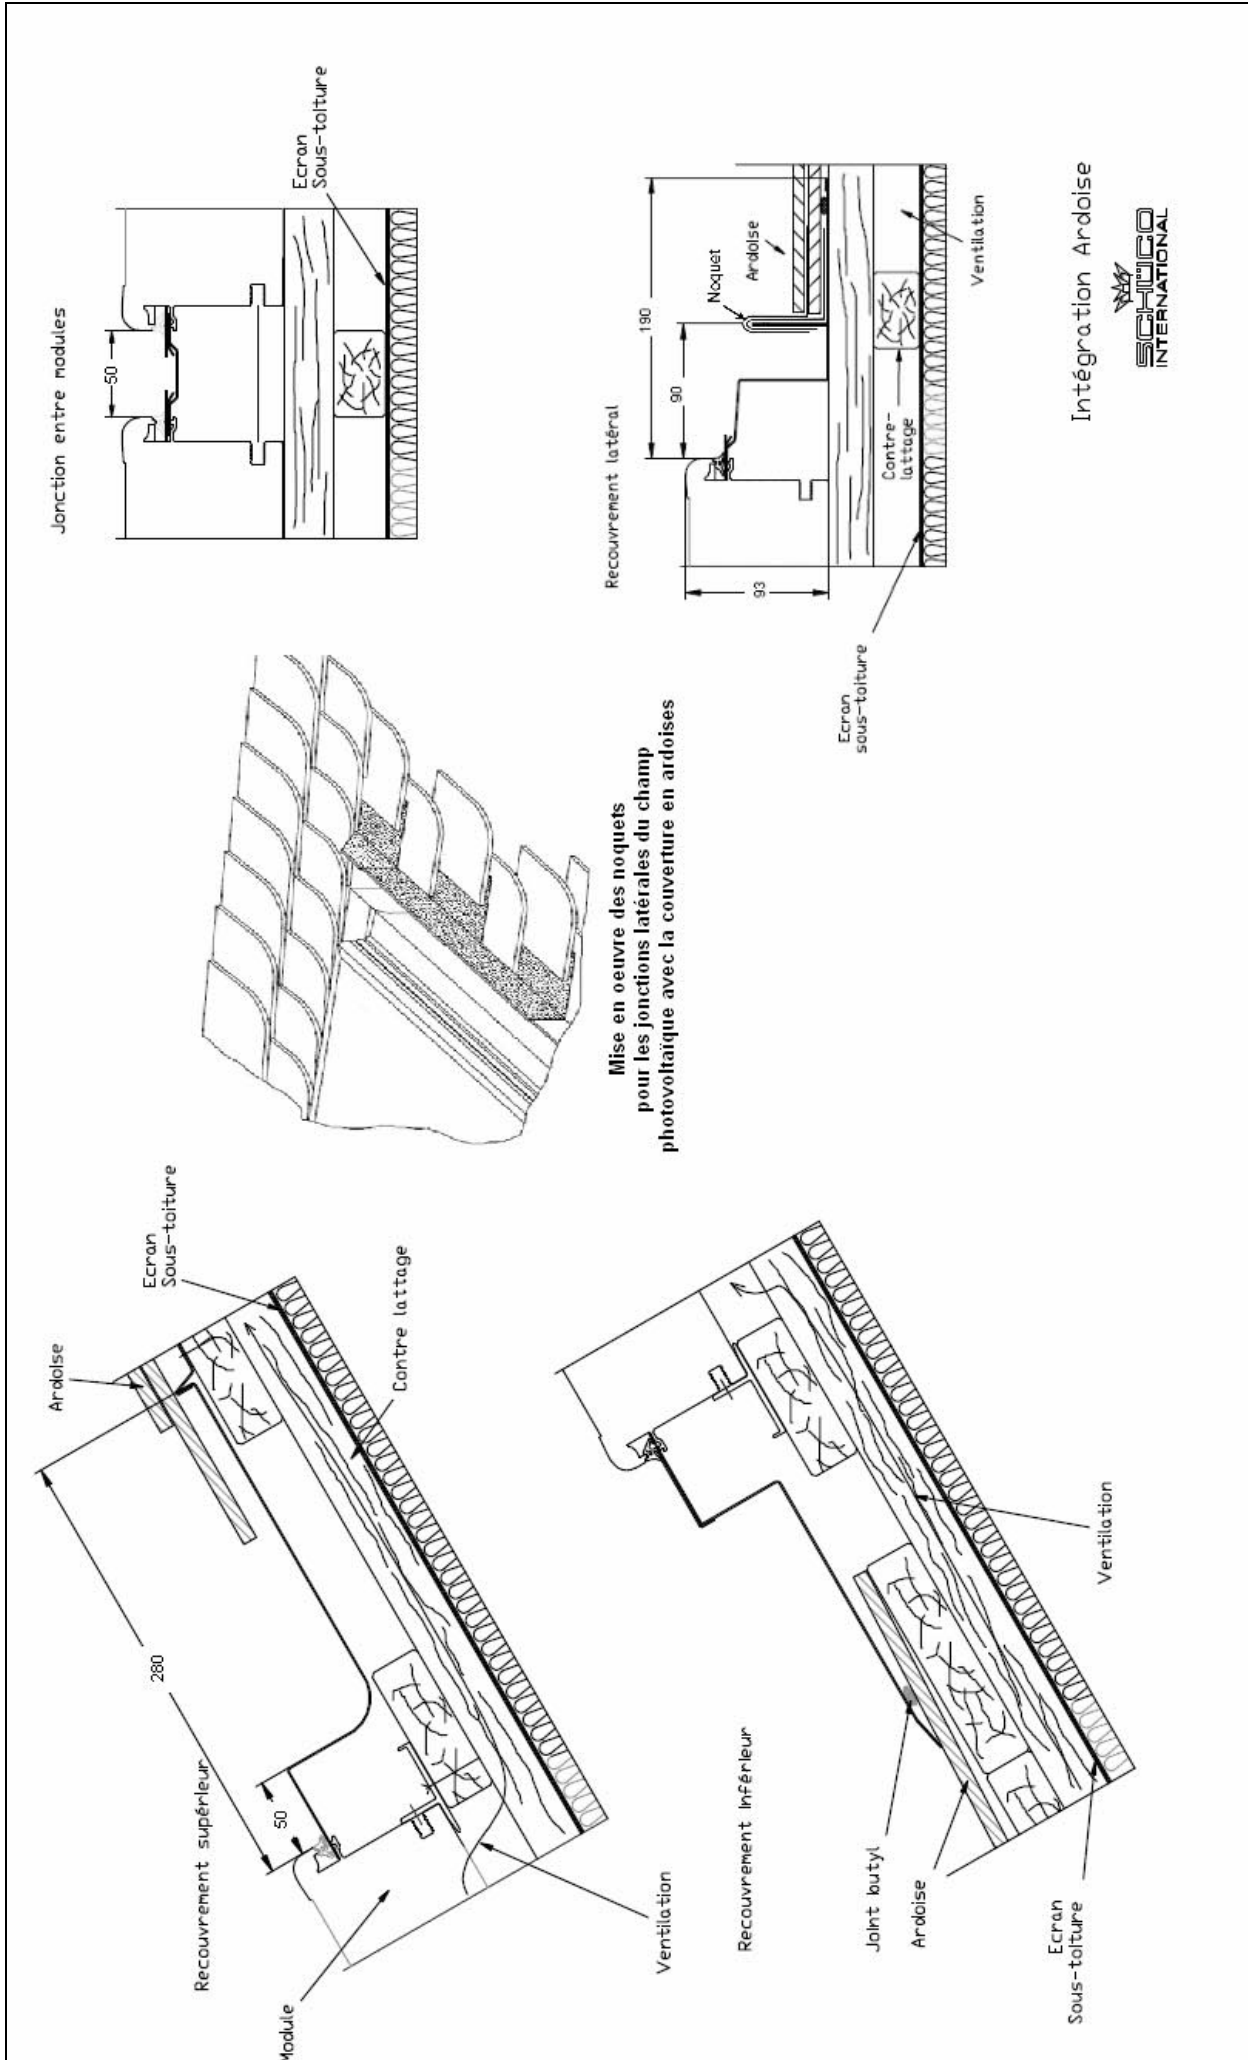 Module
Recouvrement supérieur
50
280
Ardoise
Ecran
Sous-toiture
Contre lattage
Ventilation
Jonction entre modules
50
Ecran
Sous-toiture
Mise en oeuvre des noquets
pour les jonctions latérales du champ
photovoltaïque avec la couverture en ardoises
Recouvrement Inférieur
Joint butyl
Ardoise
Ecran
Sous-toiture
Ventilation
Recouvrement latéral
93
90
190
Noquet
Ardoise
Contre-
lattage
Ventilation
Ecran
sous-toiture
Intégration Ardoise
SCHÜCO
INTERNATIONAL